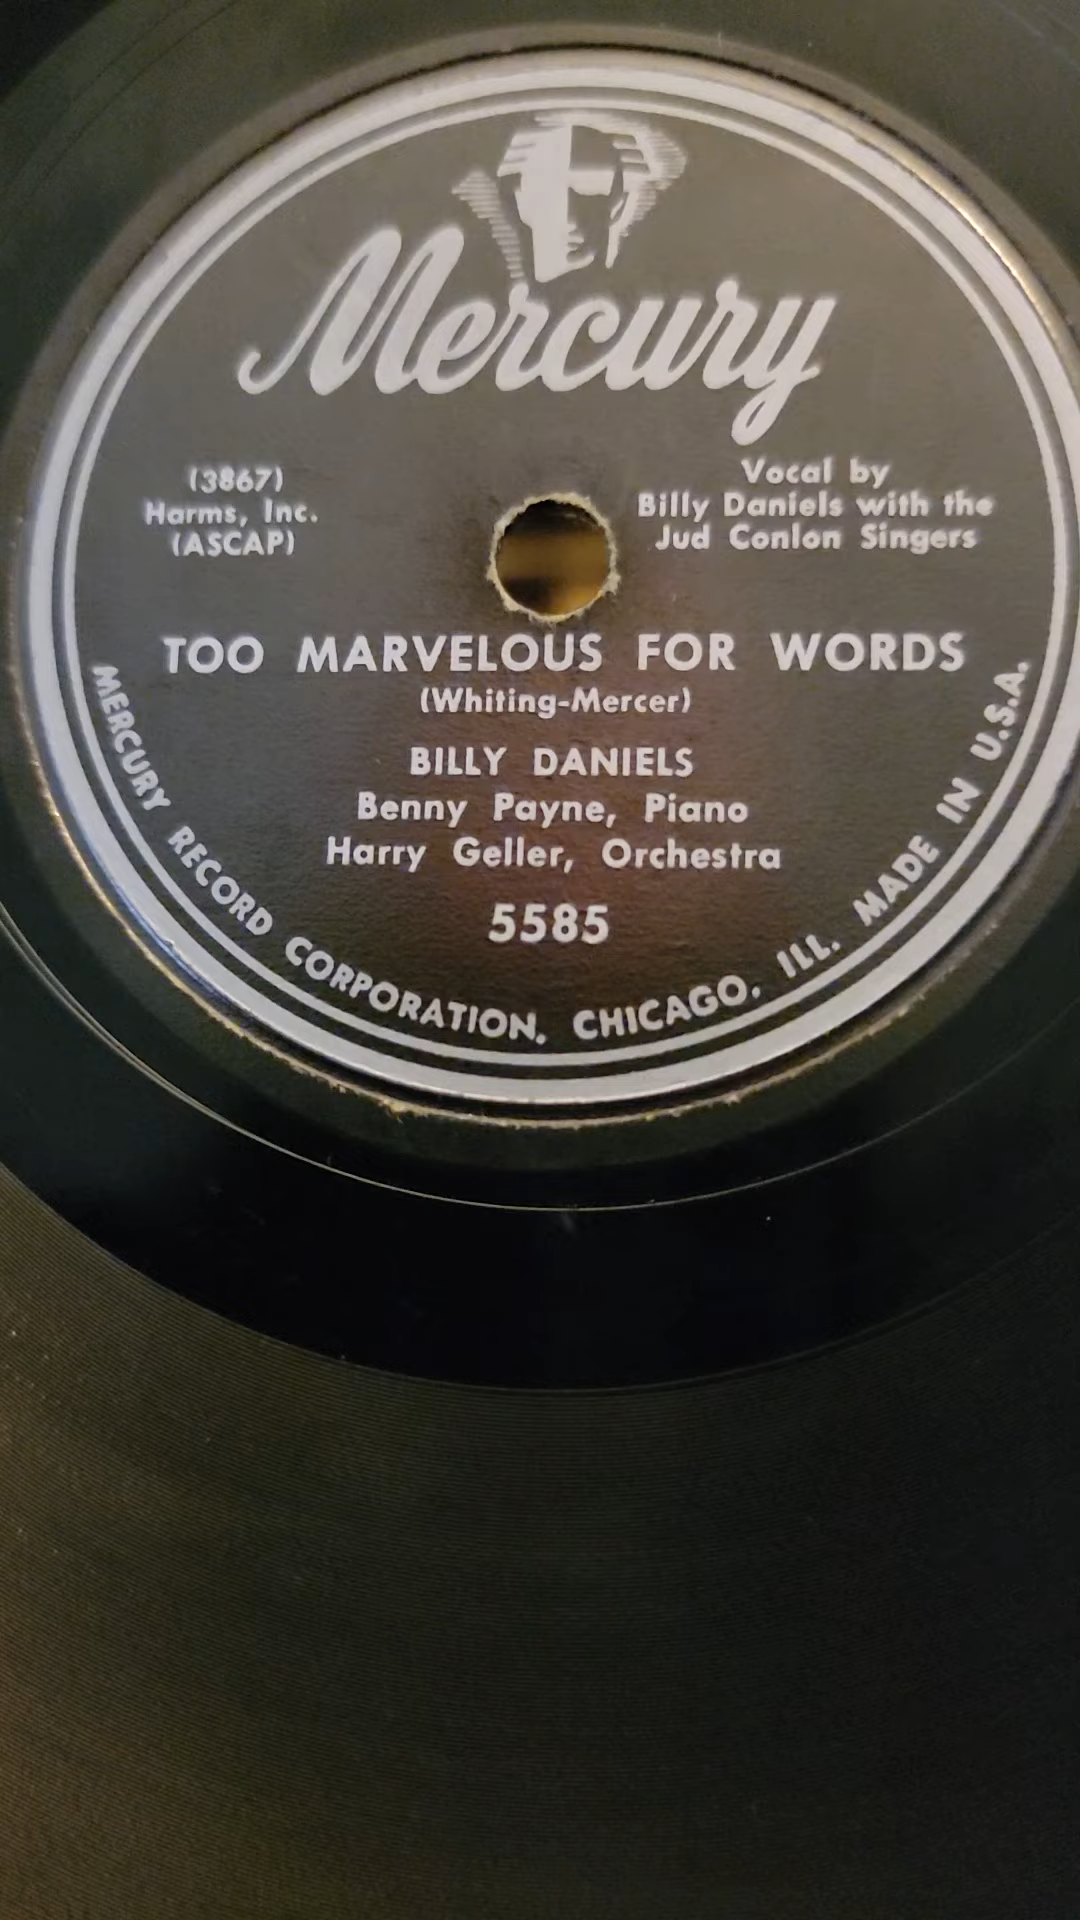 Mercury
(3867)
Harms, Inc.
(ASCAP)
Vocal by
Billy Daniels with the
Jud Conlon Singers
TOO MARVELOUS FOR WORDS
(Whiting-Mercer)
BILLY DANIELS
Benny Payne, Piano
Harry Geller, Orchestra
5585
MERCURY RECORD CORPORATION. CHICAGO. ILL. MADE IN U.S.A.